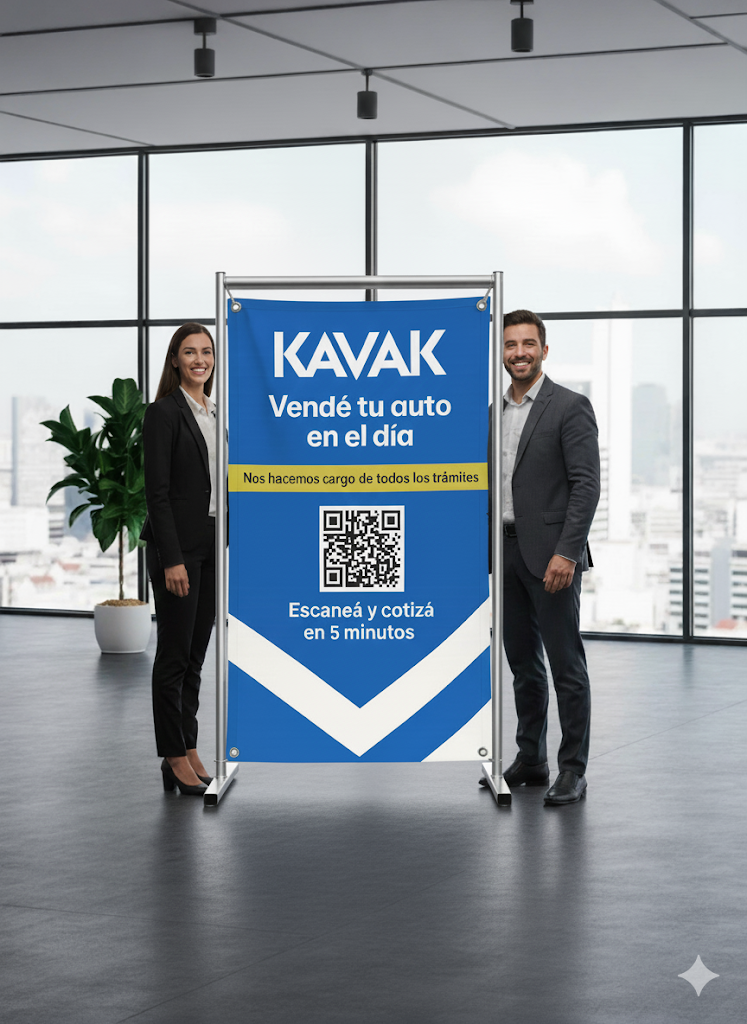 KAVAK
Vendé tu auto
en el día
Nos hacemos cargo de todos los trámites
Escaneá y cotizá
en 5 minutos